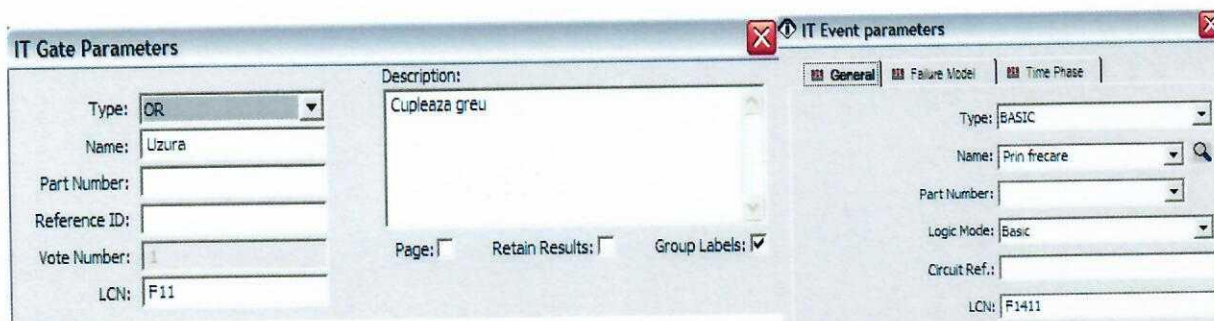 IT Gate Parameters
Type: OR
Name: Uzura
Part Number:
Reference ID:
Vote Number: 1
LCN: F11
Description:
Cupleaza greu
Page:
Retain Results:
Group Labels:
IT Event parameters
General
Failure Model
Time Phase
Type: BASIC
Name: Prin frecare
Part Number:
Logic Mode: Basic
Circuit Ref.:
LCN: F1411